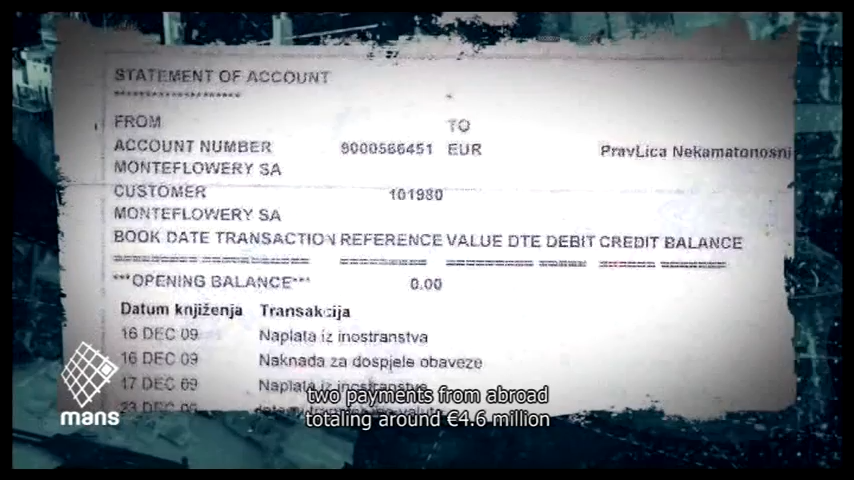 STATEMENT OF ACCOUNT
********************
FROM TO
ACCOUNT NUMBER 9000566451 EUR PravLica Nekamatonosni
MONTEFLOWERY SA
CUSTOMER 101980
MONTEFLOWERY SA
BOOK DATE TRANSACTION REFERENCE VALUE DTE DEBIT CREDIT BALANCE
***OPENING BALANCE*** 0.00
Datum knjiženja Transakcija
16 DEC 09 Naplata iz inostranstva
16 DEC 09 Naknada za dospjele obaveze
17 DEC 09 Naplata iz inostranstva
23 DEC 09
two payments from abroad
totaling around €4.6 million
mans